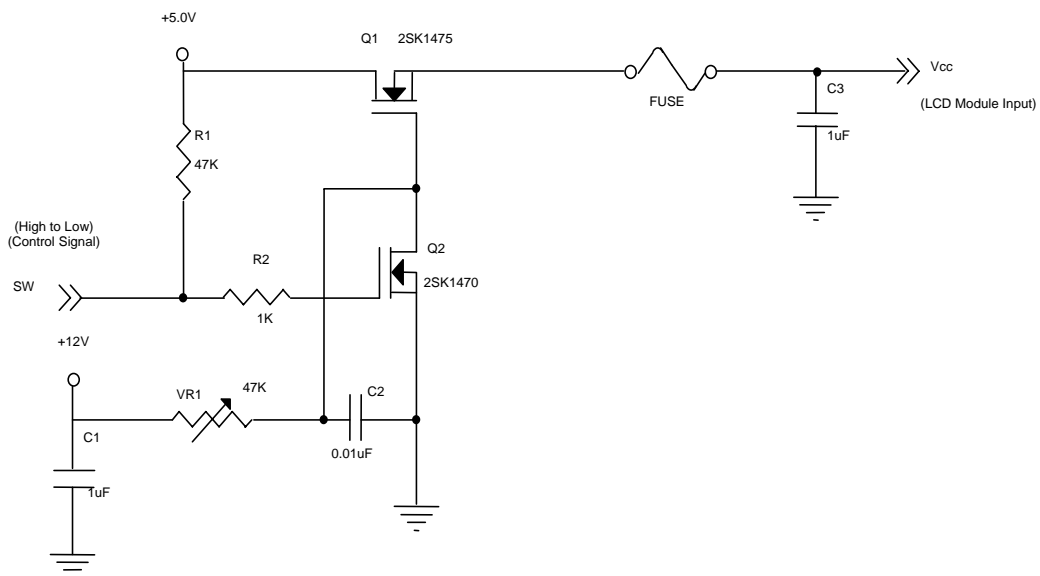 +5.0V
Q1 2SK1475
Vcc
(LCD Module Input)
FUSE
C3
1uF
R1
47K
(High to Low)
(Control Signal)
SW
R2
1K
Q2
2SK1470
+12V
VR1
47K
C2
0.01uF
C1
1uF